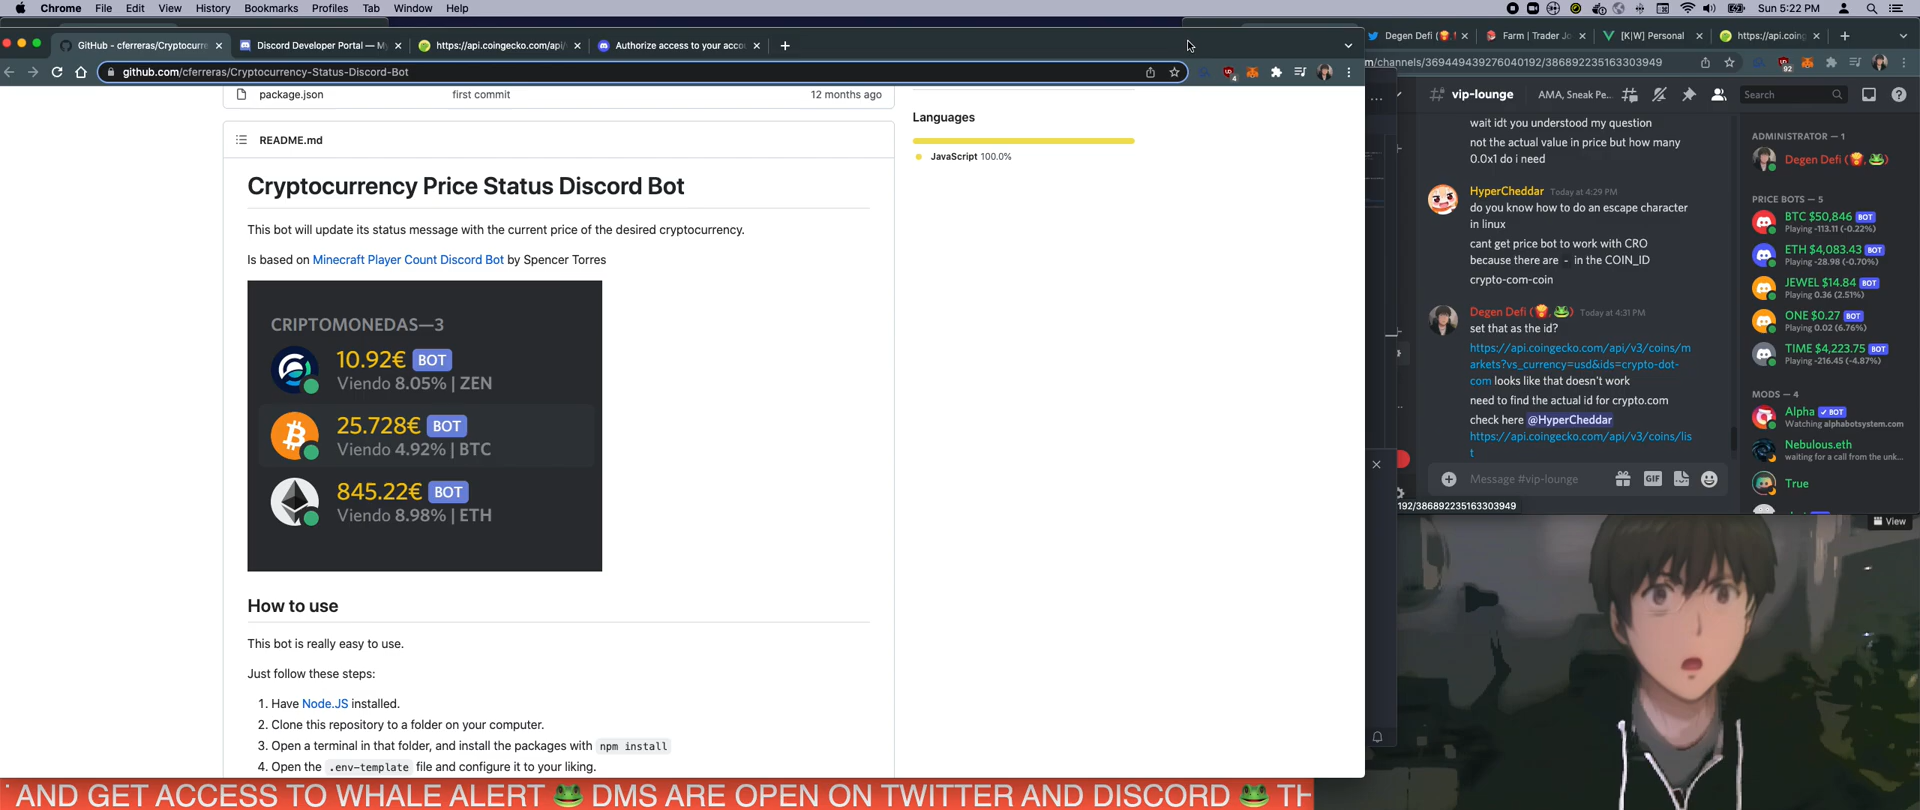 Chrome File Edit View History Bookmarks Profiles Tab Window Help
Sun 5:22 PM
GitHub - cferreras/Cryptocurre
Discord Developer Portal — M
https://api.coingecko.com/api/
Authorize access to your acco
github.com/cferreras/Cryptocurrency-Status-Discord-Bot
4
package.json first commit 12 months ago
README.md
Cryptocurrency Price Status Discord Bot
This bot will update its status message with the current price of the desired cryptocurrency.
Is based on Minecraft Player Count Discord Bot by Spencer Torres
CRIPTOMONEDAS—3
10.92€ BOT
Viendo 8.05% | ZEN
25.728€ BOT
Viendo 4.92% | BTC
845.22€ BOT
Viendo 8.98% | ETH
How to use
This bot is really easy to use.
Just follow these steps:
1. Have Node.JS installed.
2. Clone this repository to a folder on your computer.
3. Open a terminal in that folder, and install the packages with npm install
4. Open the .env-template file and configure it to your liking.
Languages
JavaScript 100.0%
Degen Defi
Farm | Trader Jo
[K|W] Personal
https://api.coing
m/channels/369449439276040192/386892235163303949
92
vip-lounge AMA, Sneak Pe...
Search
wait idt you understood my question
not the actual value in price but how many
0.0x1 do i need
HyperCheddar Today at 4:29 PM
do you know how to do an escape character
in linux
cant get price bot to work with CRO
because there are - in the COIN_ID
crypto-com-coin
Degen Defi (🍟,🐸) Today at 4:31 PM
set that as the id?
https://api.coingecko.com/api/v3/coins/m
arkets?vs_currency=usd&ids=crypto-dot-
com looks like that doesn't work
need to find the actual id for crypto.com
check here @HyperCheddar
https://api.coingecko.com/api/v3/coins/lis
t
Message #vip-lounge
GIF
192/386892235163303949
ADMINISTRATOR — 1
Degen Defi (🍟,🐸)
PRICE BOTS — 5
BTC $50,846 BOT
Playing -113.11 (-0.22%)
ETH $4,083.43 BOT
Playing -28.98 (-0.70%)
JEWEL $14.84 BOT
Playing 0.36 (2.51%)
ONE $0.27 BOT
Playing 0.02 (6.76%)
TIME $4,223.75 BOT
Playing -216.45 (-4.87%)
MODS — 4
Alpha ✓ BOT
Watching alphabotsystem.com
Nebulous.eth
waiting for a call from the unk...
True
View
AND GET ACCESS TO WHALE ALERT 🐸 DMS ARE OPEN ON TWITTER AND DISCORD 🐸 TH